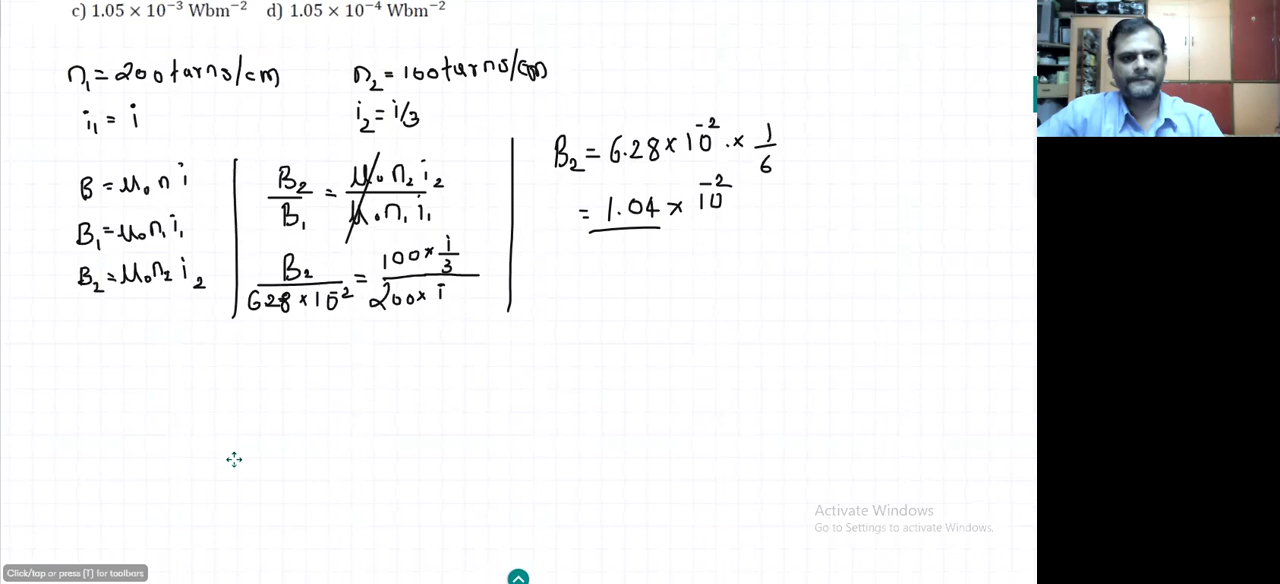 c) 1.05 × 10⁻³ Wbm⁻² d) 1.05 × 10⁻⁴ Wbm⁻²
n₁ = 200 turns/cm
n₂ = 100 turns/cm
i₁ = i
i₂ = i/3
B = μ₀ n i
B₁ = μ₀ n₁ i₁
B₂ = μ₀ n₂ i₂
B₂/B₁ = μ₀ n₂ i₂ / μ₀ n₁ i₁
B₂ / 628 × 10⁻² = 100 × i/3 / 200 × i
B₂ = 6.28 × 10⁻² . × 1/6
= 1.04 × 10⁻²
Activate Windows
Go to Settings to activate Windows.
Click/tap or press [T] for toolbars